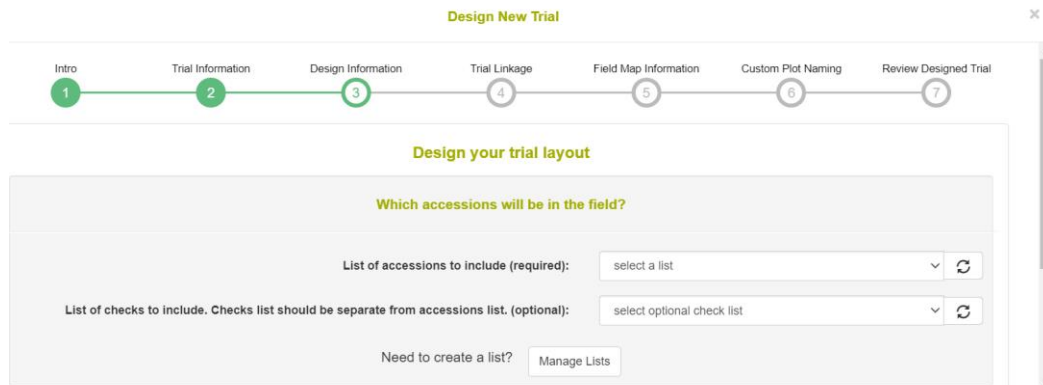 Design New Trial
×
Intro
Trial Information
Design Information
Trial Linkage
Field Map Information
Custom Plot Naming
Review Designed Trial
1
2
3
4
5
6
7
Design your trial layout
Which accessions will be in the field?
List of accessions to include (required):
select a list
List of checks to include. Checks list should be separate from accessions list. (optional):
select optional check list
Need to create a list?
Manage Lists